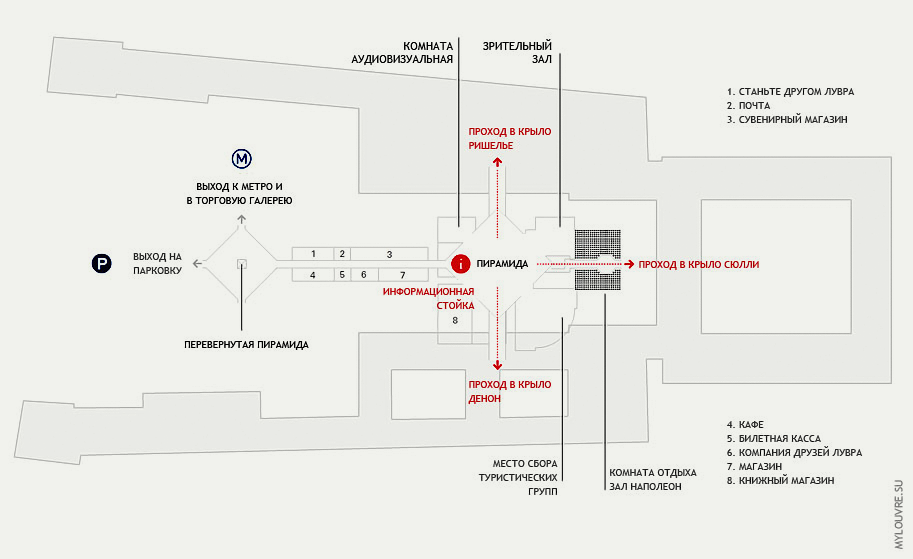 КОМНАТА
АУДИОВИЗУАЛЬНАЯ
ЗРИТЕЛЬНЫЙ
ЗАЛ
1. СТАНЬТЕ ДРУГОМ ЛУВРА
2. ПОЧТА
3. СУВЕНИРНЫЙ МАГАЗИН
ПРОХОД В КРЫЛО
РИШЕЛЬЕ
M
ВЫХОД К МЕТРО И
В ТОРГОВУЮ ГАЛЕРЕЮ
P
ВЫХОД НА
ПАРКОВКУ
1 2 3
4 5 6 7
i
ПИРАМИДА
ПРОХОД В КРЫЛО СЮЛЛИ
ИНФОРМАЦИОННАЯ
СТОЙКА
8
ПЕРЕВЕРНУТАЯ ПИРАМИДА
ПРОХОД В КРЫЛО
ДЕНОН
МЕСТО СБОРА
ТУРИСТИЧЕСКИХ
ГРУПП
КОМНАТА ОТДЫХА
ЗАЛ НАПОЛЕОН
4. КАФЕ
5. БИЛЕТНАЯ КАССА
6. КОМПАНИЯ ДРУЗЕЙ ЛУВРА
7. МАГАЗИН
8. КНИЖНЫЙ МАГАЗИН
MYLOUVRE.SU